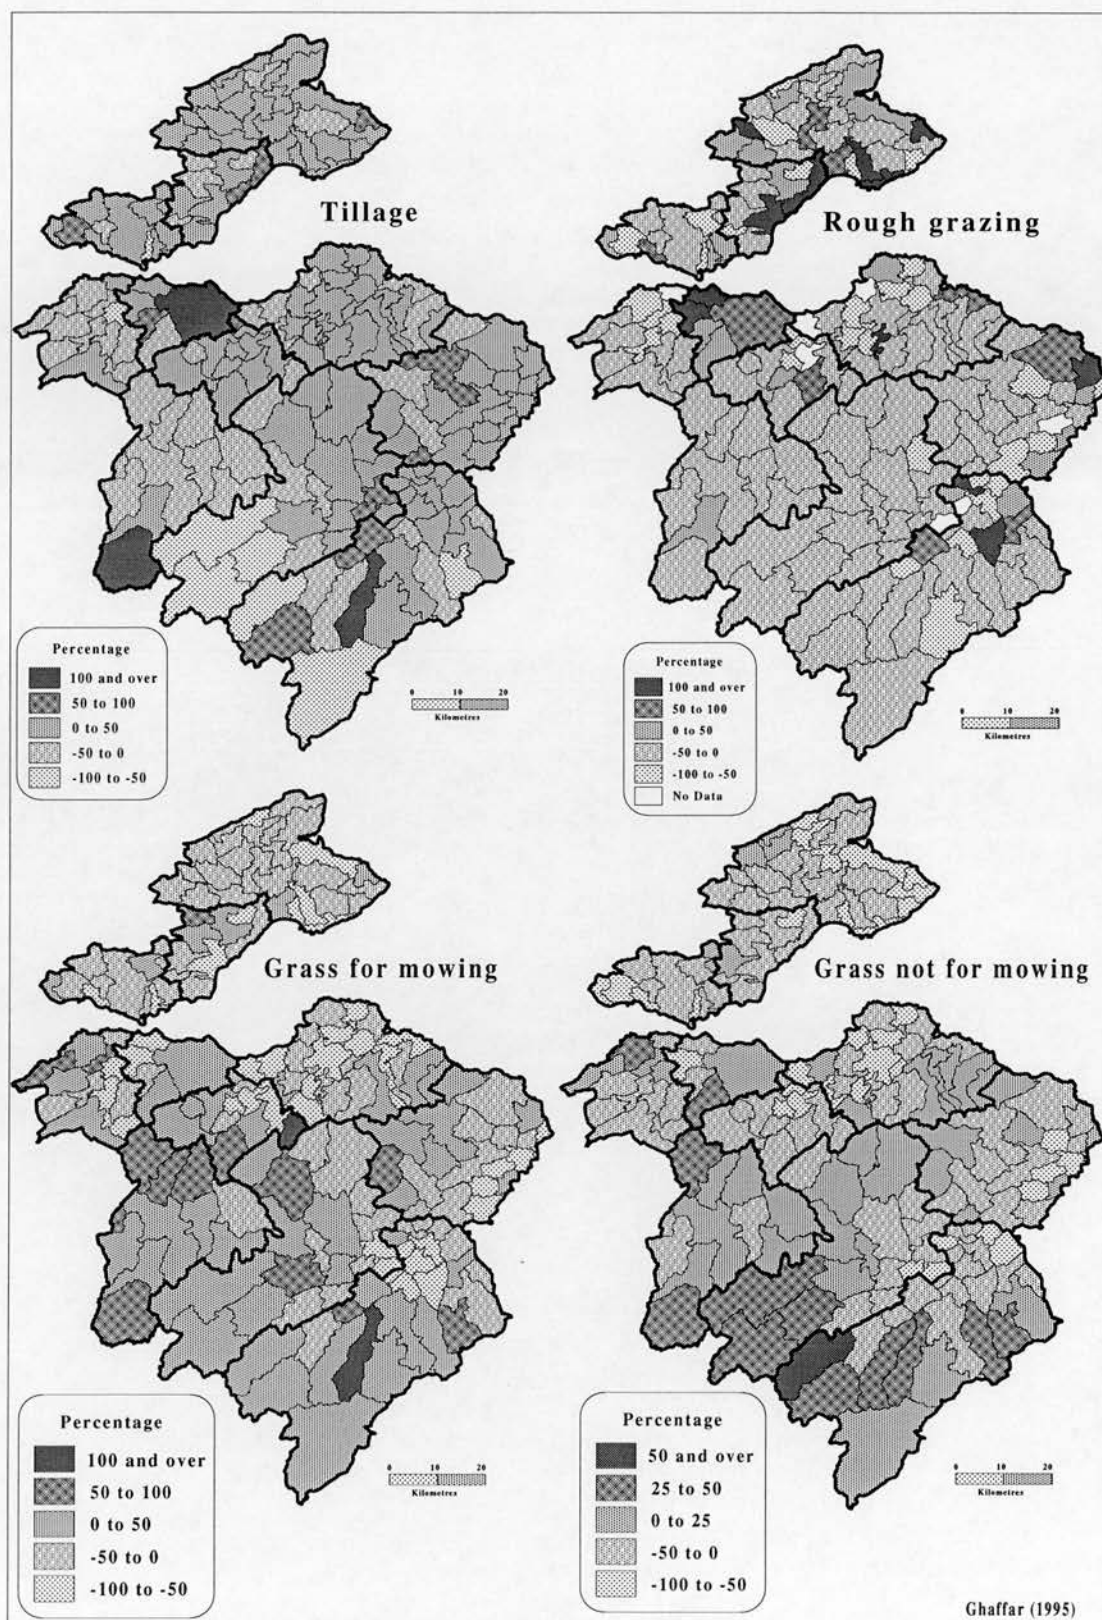 Tillage
Rough grazing
Percentage
100 and over
50 to 100
0 to 50
-50 to 0
-100 to -50
0 10 20
Kilometres
Percentage
100 and over
50 to 100
0 to 50
-50 to 0
-100 to -50
No Data
0 10 20
Kilometres
Grass for mowing
Grass not for mowing
Percentage
100 and over
50 to 100
0 to 50
-50 to 0
-100 to -50
0 10 20
Kilometres
Percentage
50 and over
25 to 50
0 to 25
-50 to 0
-100 to -50
0 10 20
Kilometres
Ghaffar (1995)